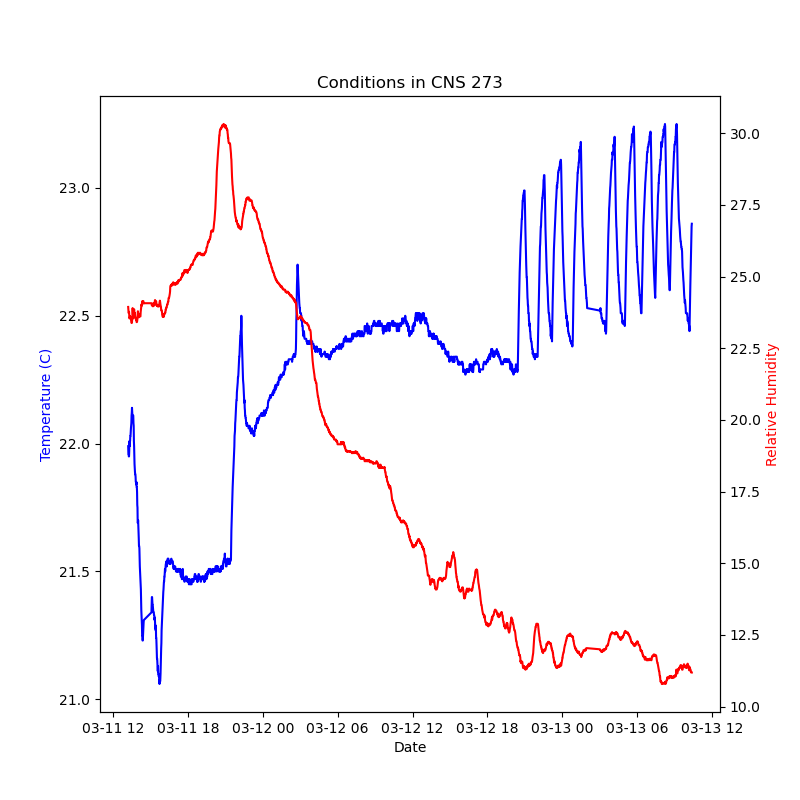 Conditions in CNS 273
Temperature (C)
23.0
22.5
22.0
21.5
21.0
30.0
27.5
25.0
22.5
20.0
17.5
15.0
12.5
10.0
Relative Humidity
03-11 12 03-11 18 03-12 00 03-12 06 03-12 12 03-12 18 03-13 00 03-13 06 03-13 12
Date